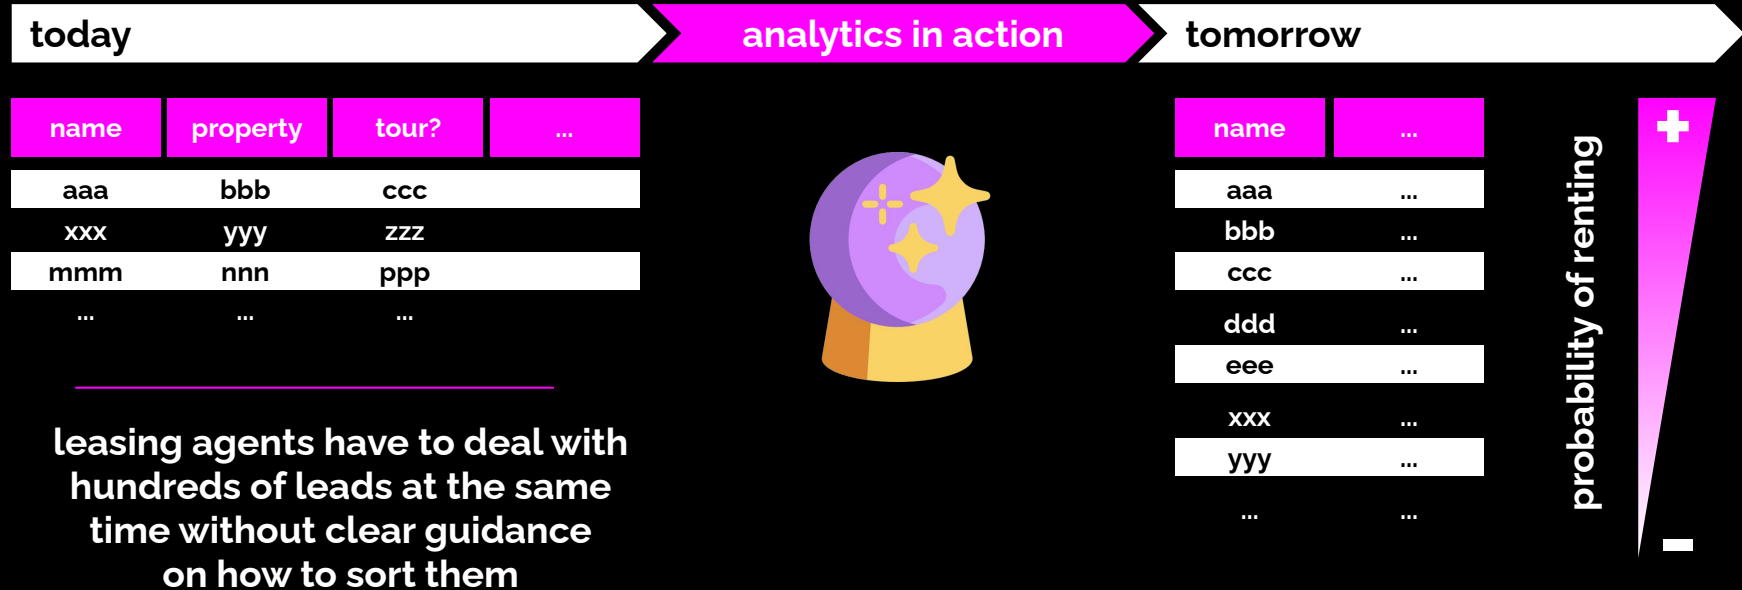 today
analytics in action
tomorrow
name property tour? ...
aaa bbb ccc
xxx yyy zzz
mmm nnn ppp
... ... ...
leasing agents have to deal with
hundreds of leads at the same
time without clear guidance
on how to sort them
name ...
aaa ...
bbb ...
ccc ...
ddd ...
eee ...
xxx ...
yyy ...
... ...
probability of renting
+
-